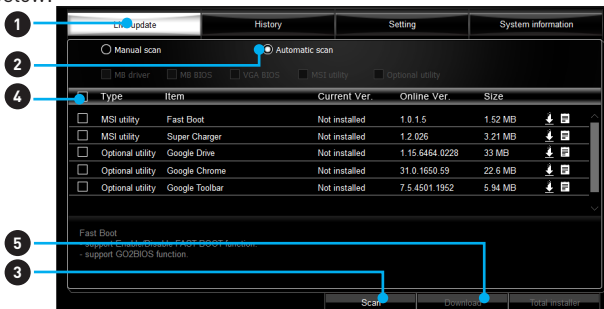 1 Live update History Setting System information
Manual scan Automatic scan
2
MB driver MB BIOS VGA BIOS MSI utility Optional utility
4 Type Item Current Ver. Online Ver. Size
MSI utility Fast Boot Not installed 1.0.1.5 1.52 MB
MSI utility Super Charger Not installed 1.2.026 3.21 MB
Optional utility Google Drive Not installed 1.15.6464.0228 33 MB
Optional utility Google Chrome Not installed 31.0.1650.59 22.6 MB
Optional utility Google Toolbar Not installed 7.5.4501.1952 5.94 MB
Fast Boot
5 - support Enable/Disable FAST BOOT function.
- support GO2BIOS function.
3
Scan Download Total installer